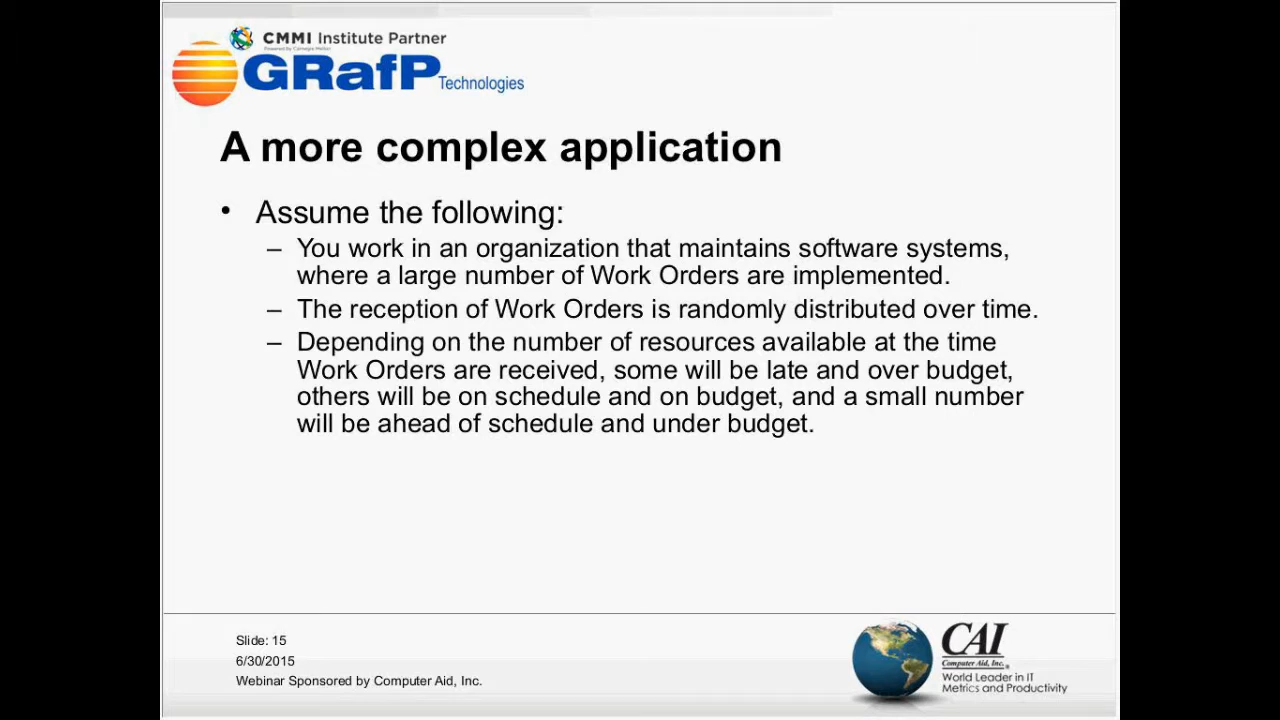 CMMI Institute Partner
Powered by Carnegie Mellon
GRafP Technologies
A more complex application
• Assume the following:
– You work in an organization that maintains software systems,
where a large number of Work Orders are implemented.
– The reception of Work Orders is randomly distributed over time.
– Depending on the number of resources available at the time
Work Orders are received, some will be late and over budget,
others will be on schedule and on budget, and a small number
will be ahead of schedule and under budget.
Slide: 15
6/30/2015
Webinar Sponsored by Computer Aid, Inc.
CAI
Computer Aid, Inc.®
World Leader in IT
Metrics and Productivity